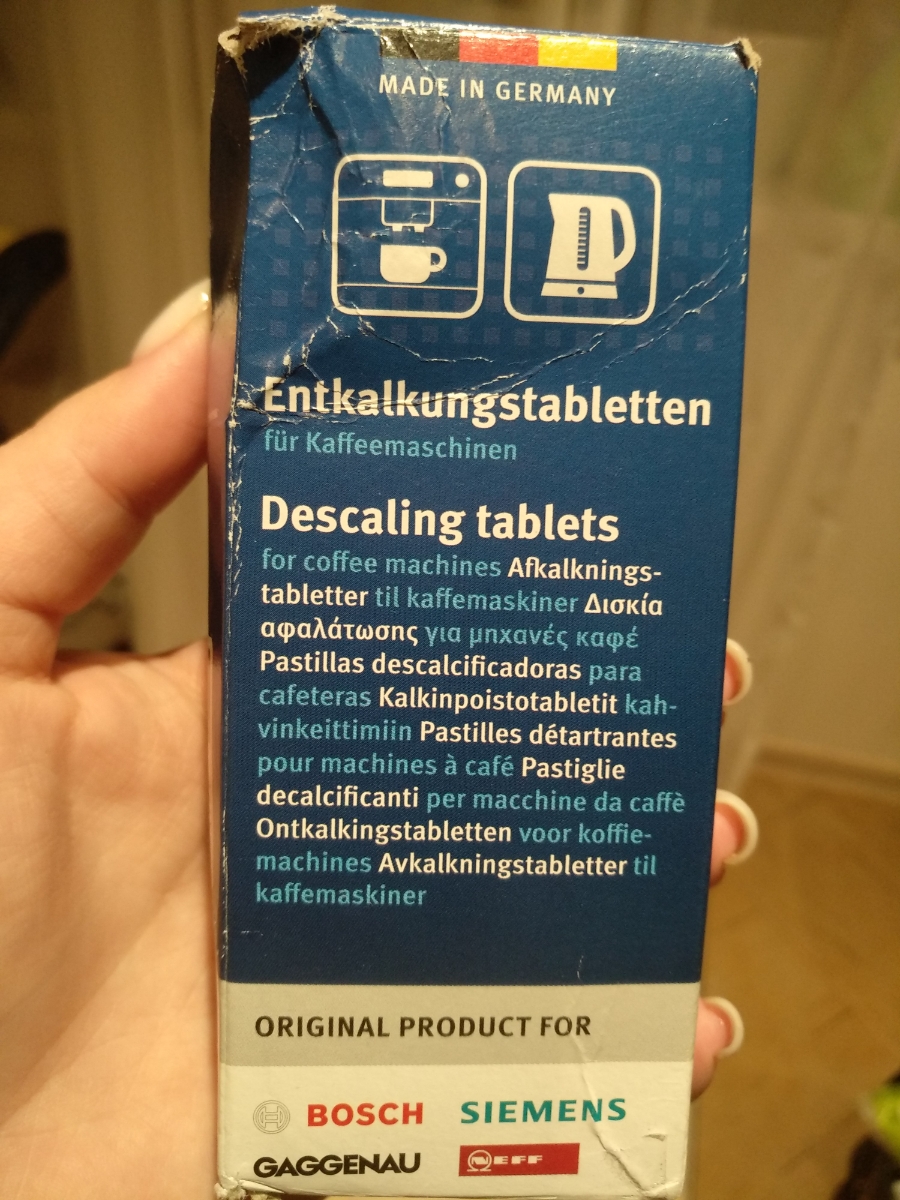 MADE IN GERMANY
Entkalkungstabletten
für Kaffeemaschinen
Descaling tablets
for coffee machines Afkalknings-
tabletter til kaffemaskiner Δισκία
αφαλάτωσης για μηχανές καφέ
Pastillas descalcificadoras para
cafeteras Kalkinpoistotabletit kah-
vinkeittimiin Pastilles détartrantes
pour machines à café Pastiglie
decalcificanti per macchine da caffè
Ontkalkingstabletten voor koffie-
machines Avkalkningstabletter til
kaffemaskiner
ORIGINAL PRODUCT FOR
BOSCH SIEMENS
GAGGENAU NEFF